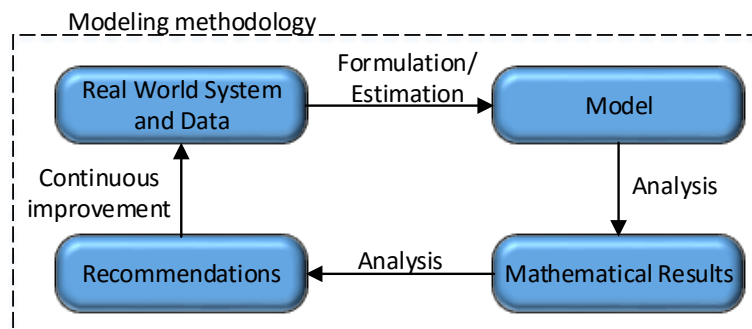 Modeling methodology
Real World System
and Data
Formulation/
Estimation
Model
Continuous
improvement
Analysis
Recommendations
Analysis
Mathematical Results